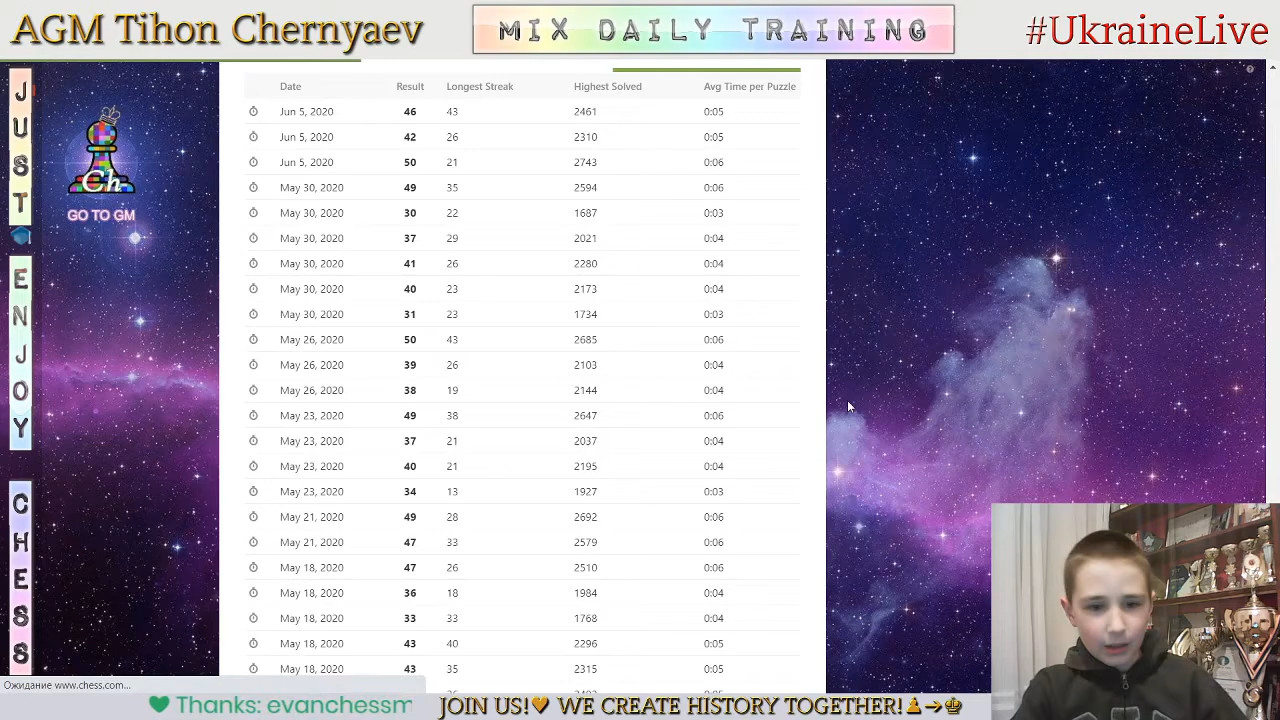 AGM Tihon Chernyaev
MIX DAILY TRAINING
#UkraineLive
JUST
ENJOY
CHESS
Ch
GO TO GM
Date Result Longest Streak Highest Solved Avg Time per Puzzle
Jun 5, 2020 46 43 2461 0:05
Jun 5, 2020 42 26 2310 0:05
Jun 5, 2020 50 21 2743 0:06
May 30, 2020 49 35 2594 0:06
May 30, 2020 30 22 1687 0:03
May 30, 2020 37 29 2021 0:04
May 30, 2020 41 26 2280 0:04
May 30, 2020 40 23 2173 0:04
May 30, 2020 31 23 1734 0:03
May 26, 2020 50 43 2685 0:06
May 26, 2020 39 26 2103 0:04
May 26, 2020 38 19 2144 0:04
May 23, 2020 49 38 2647 0:06
May 23, 2020 37 21 2037 0:04
May 23, 2020 40 21 2195 0:04
May 23, 2020 34 13 1927 0:03
May 21, 2020 49 28 2692 0:06
May 21, 2020 47 33 2579 0:06
May 18, 2020 47 26 2510 0:06
May 18, 2020 36 18 1984 0:04
May 18, 2020 33 33 1768 0:04
May 18, 2020 43 40 2296 0:05
May 18, 2020 43 35 2315 0:05
Ожидание www.chess.com...
Thanks: evanchessm
JOIN US! WE CREATE HISTORY TOGETHER!